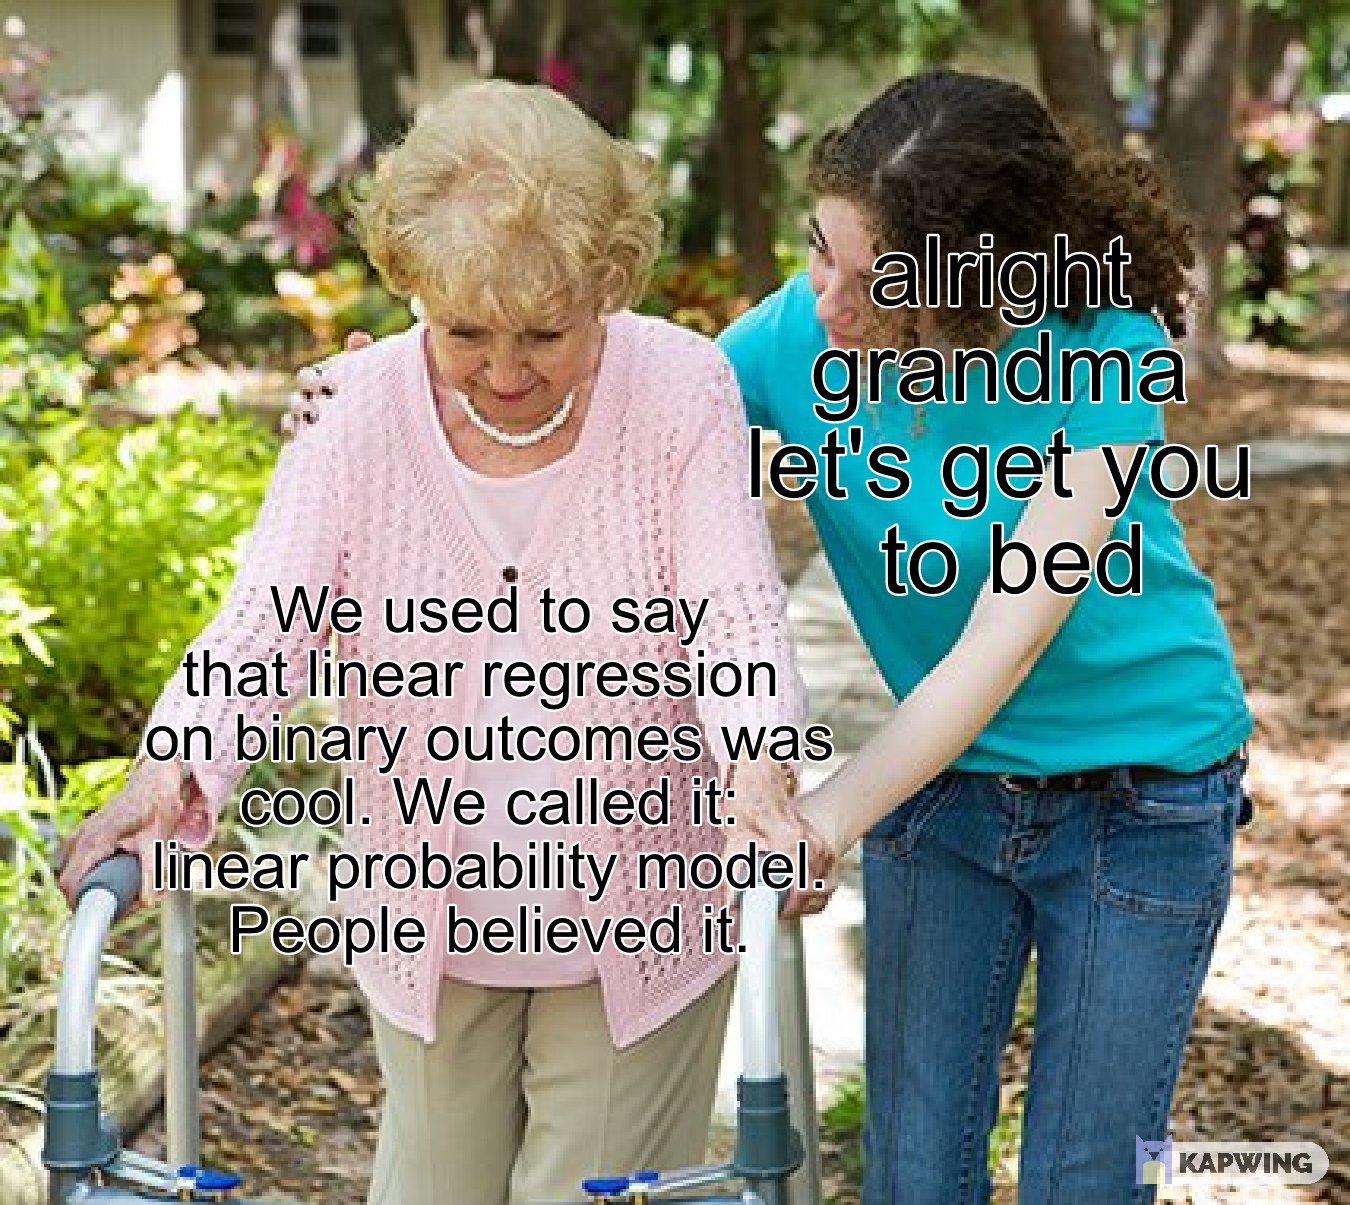 alright
grandma
let's get you
to bed
We used to say
that linear regression
on binary outcomes was
cool. We called it:
linear probability model.
People believed it.
KAPWING